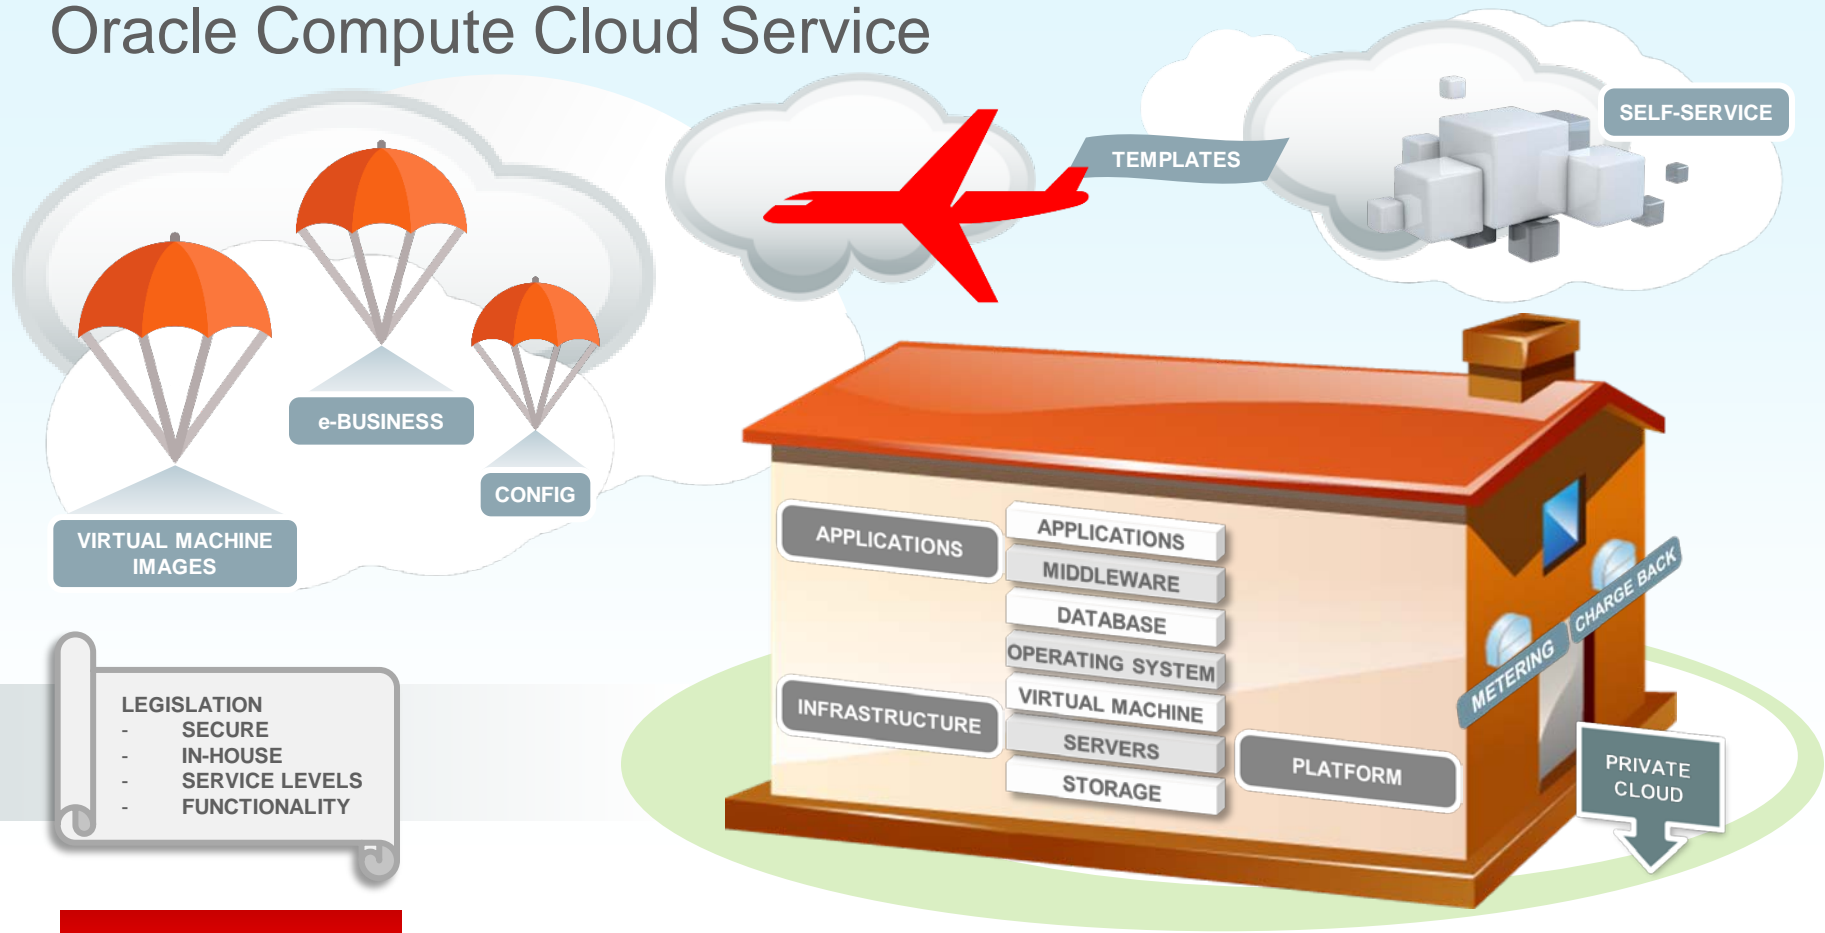 Oracle Compute Cloud Service
SELF-SERVICE
TEMPLATES
e-BUSINESS
CONFIG
VIRTUAL MACHINE
IMAGES
APPLICATIONS
APPLICATIONS
MIDDLEWARE
DATABASE
OPERATING SYSTEM
VIRTUAL MACHINE
SERVERS
STORAGE
INFRASTRUCTURE
PLATFORM
METERING
CHARGE BACK
PRIVATE
CLOUD
LEGISLATION
- SECURE
- IN-HOUSE
- SERVICE LEVELS
- FUNCTIONALITY